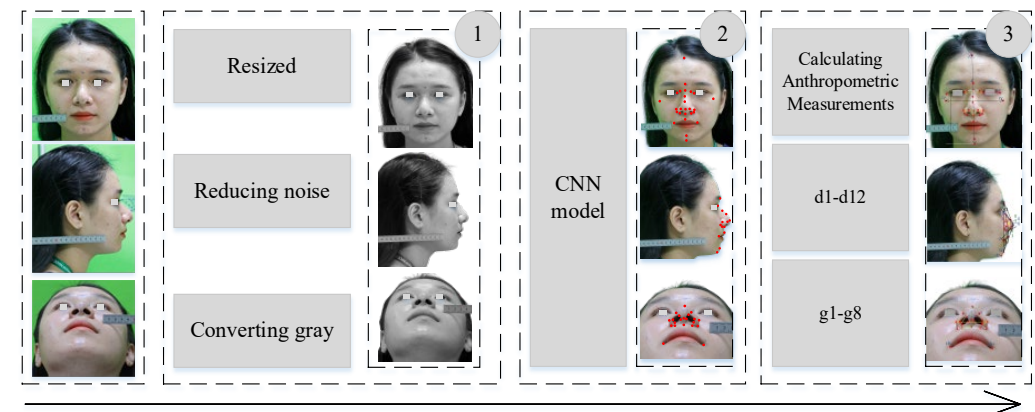 1
Resized
Reducing noise
Converting gray
2
CNN
model
3
Calculating
Anthropometric
Measurements
d1-d12
g1-g8